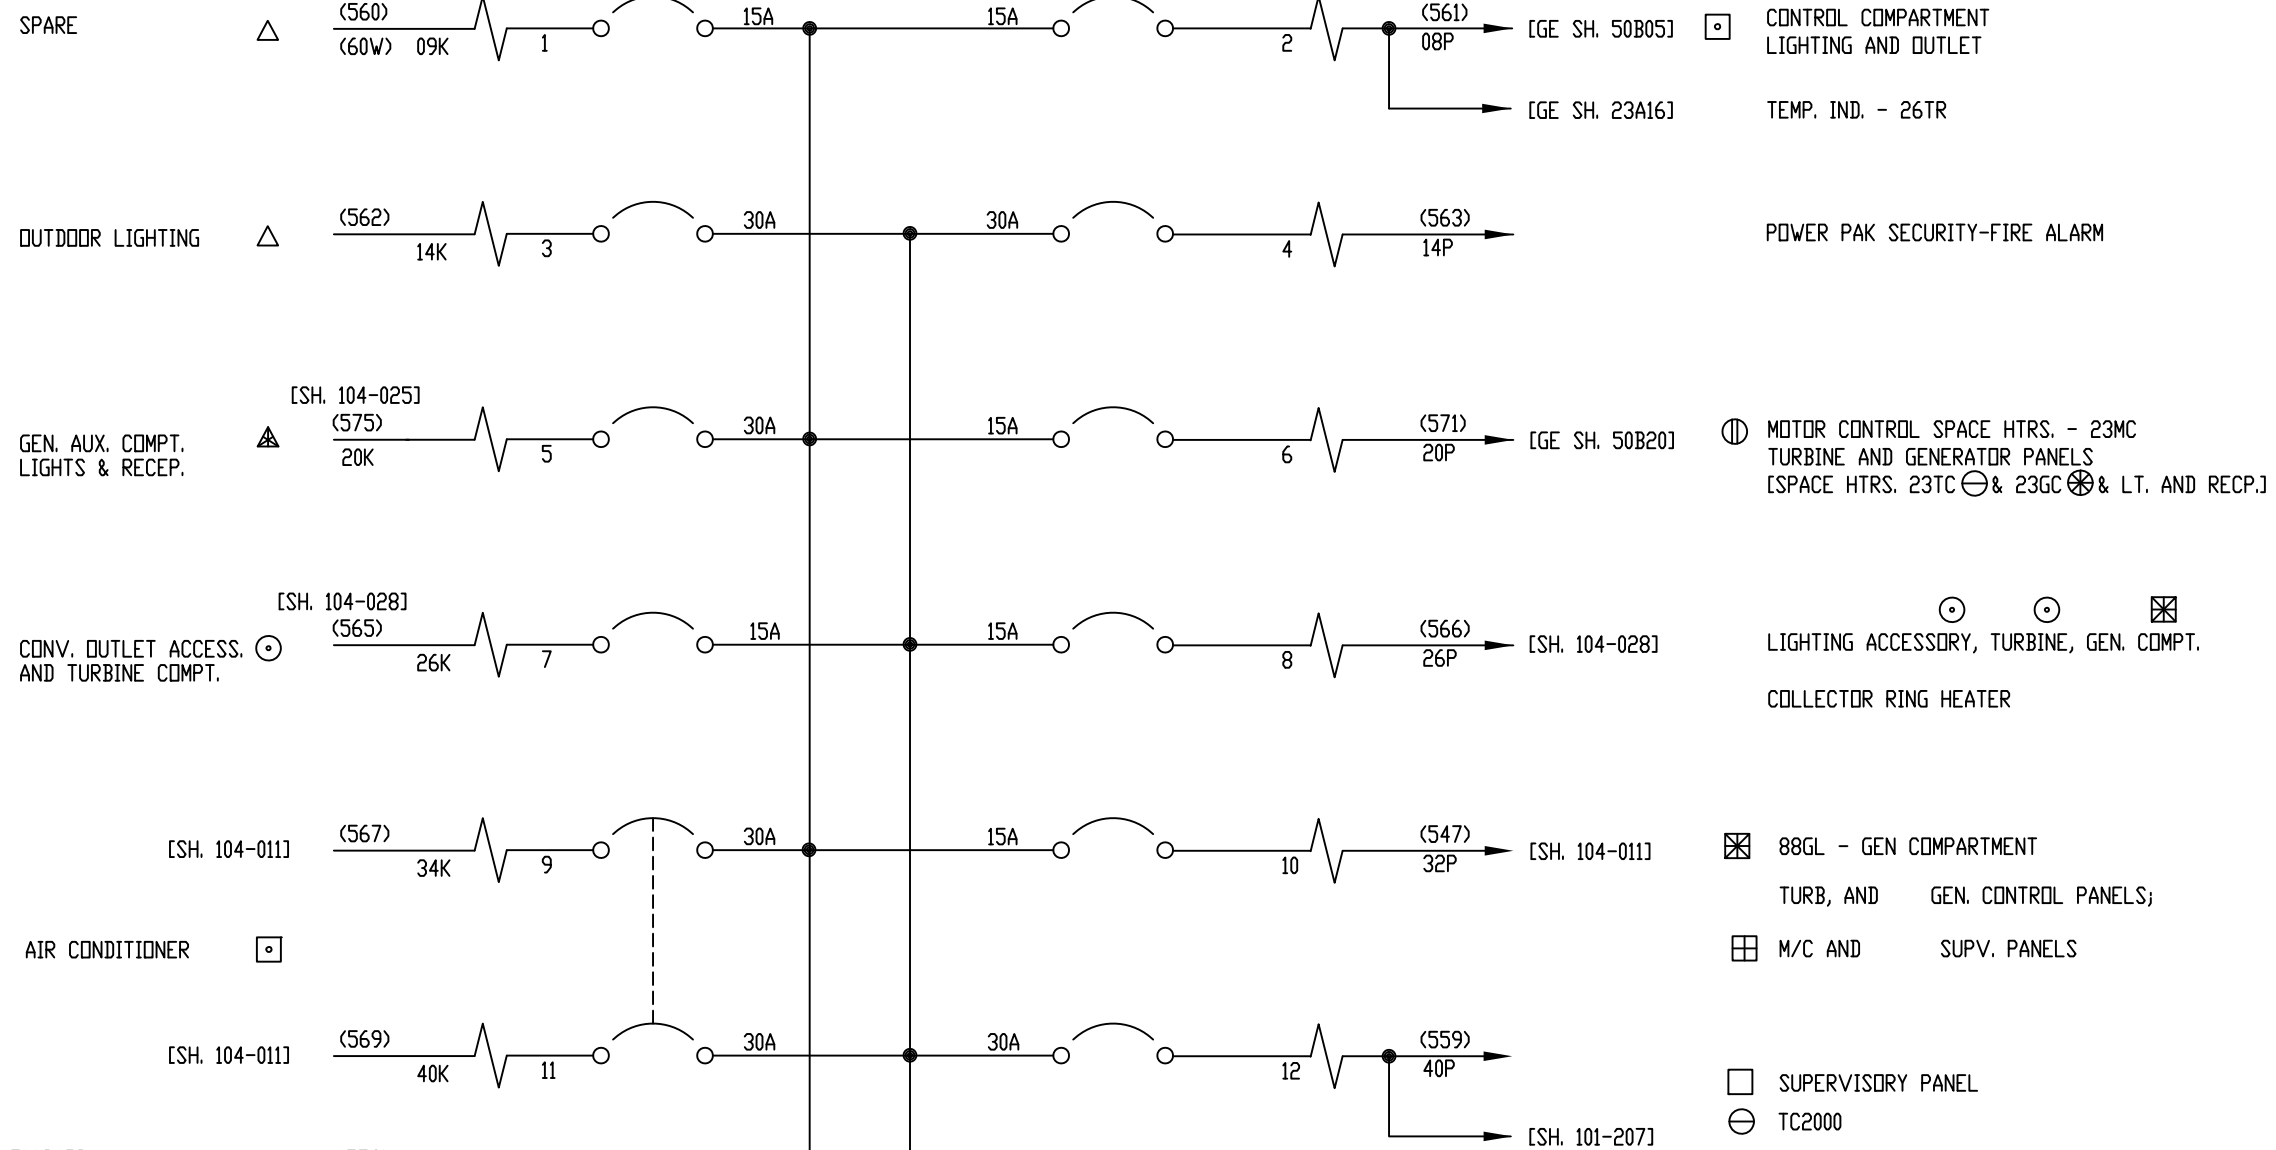 SPARE (560) 15A 15A (561) [GE SH. 50B05] CONTROL COMPARTMENT
(60W) 09K 1 2 08P LIGHTING AND OUTLET
[GE SH. 23A16] TEMP. IND. - 26TR
OUTDOOR LIGHTING (562) 30A 30A (563) POWER PAK SECURITY-FIRE ALARM
14K 3 4 14P
[SH. 104-025]
(575) 30A 15A (571) [GE SH. 50B20] MOTOR CONTROL SPACE HTRS. - 23MC
GEN. AUX. COMPT. 20K 5 6 20P TURBINE AND GENERATOR PANELS
LIGHTS & RECEP. [SPACE HTRS. 23TC & 23GC & LT. AND RECP.]
[SH. 104-028]
(565) 15A 15A (566) [SH. 104-028] LIGHTING ACCESSORY, TURBINE, GEN. COMPT.
CONV. OUTLET ACCESS. 26K 7 8 26P
AND TURBINE COMPT.
COLLECTOR RING HEATER
[SH. 104-011] (567) 30A 15A (547) [SH. 104-011] 88GL - GEN COMPARTMENT
34K 9 10 32P
TURB, AND GEN. CONTROL PANELS;
AIR CONDITIONER M/C AND SUPV. PANELS
[SH. 104-011] (569) 30A 30A (559)
40K 11 12 40P
SUPERVISORY PANEL
TC2000
[SH. 101-207]